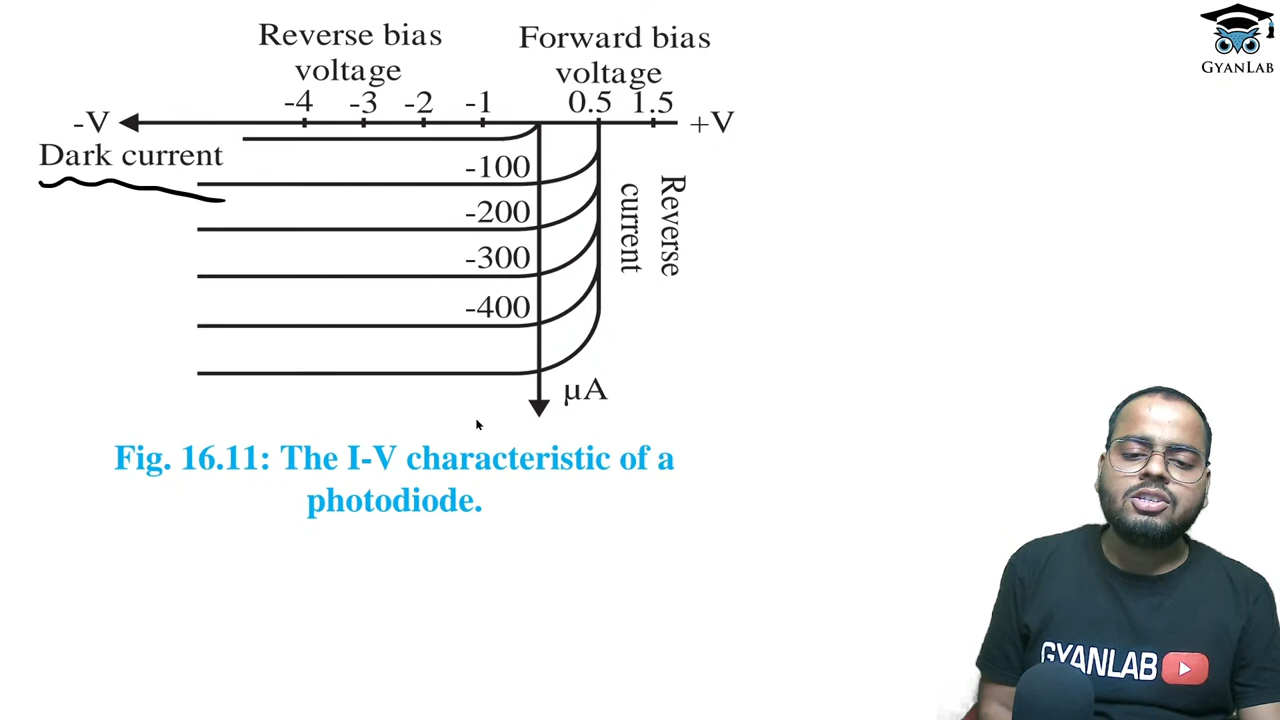 Reverse bias
voltage
Forward bias
voltage
-4 -3 -2 -1 0.5 1.5
-V
+V
Dark current
-100
-200
-300
-400
Reverse
current
µA
Fig. 16.11: The I-V characteristic of a
photodiode.
GYANLAB
GYANLAB